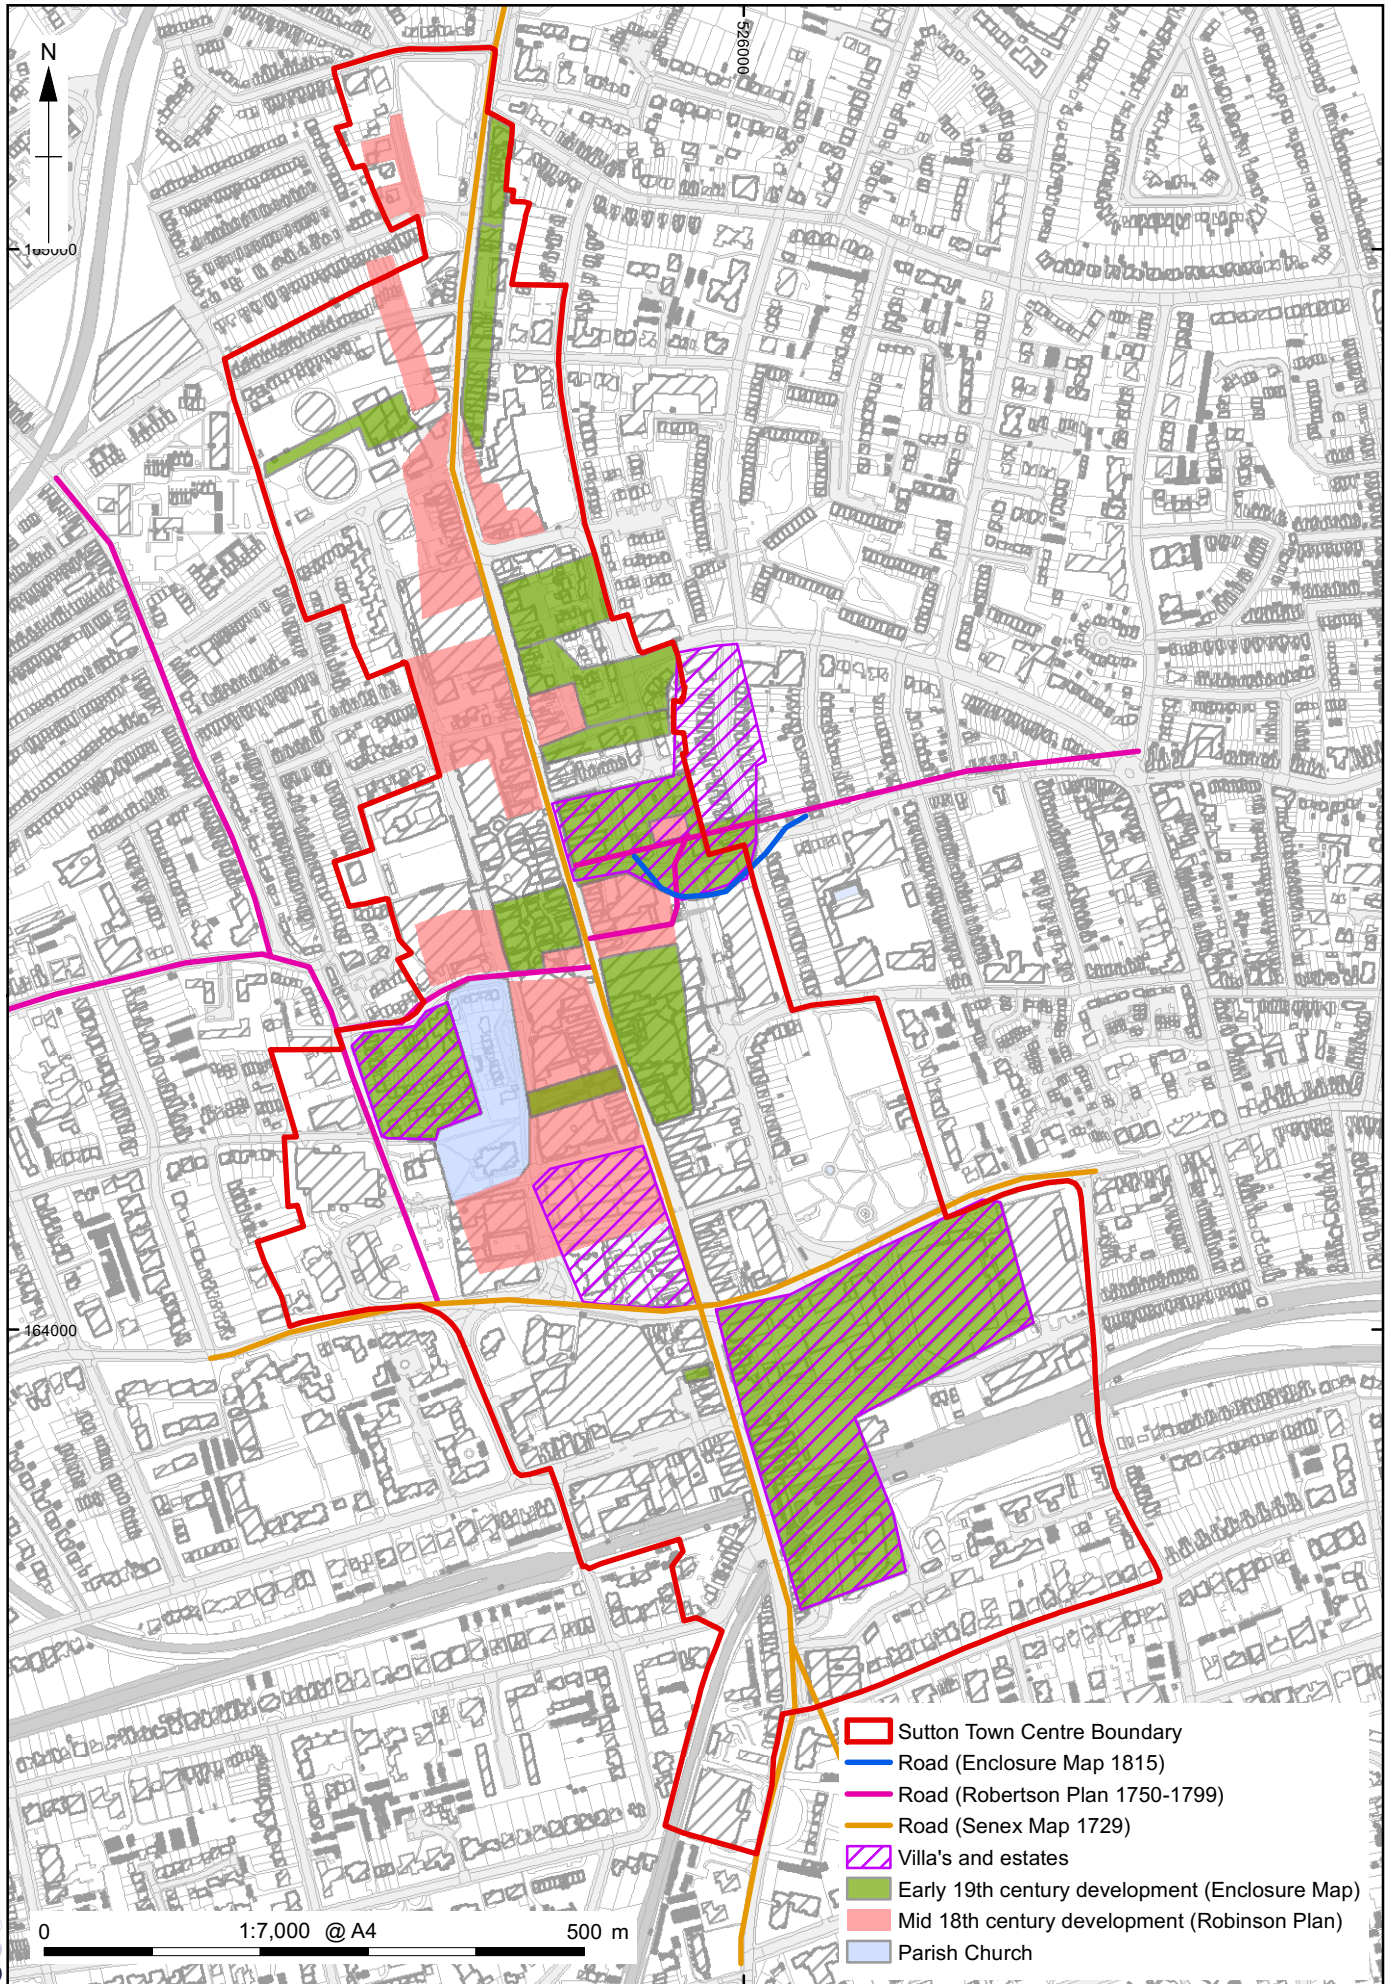 N
526000
165000
164000
Sutton Town Centre Boundary
Road (Enclosure Map 1815)
Road (Robertson Plan 1750-1799)
Road (Senex Map 1729)
Villa's and estates
Early 19th century development (Enclosure Map)
Mid 18th century development (Robinson Plan)
Parish Church
0 1:7,000 @ A4 500 m